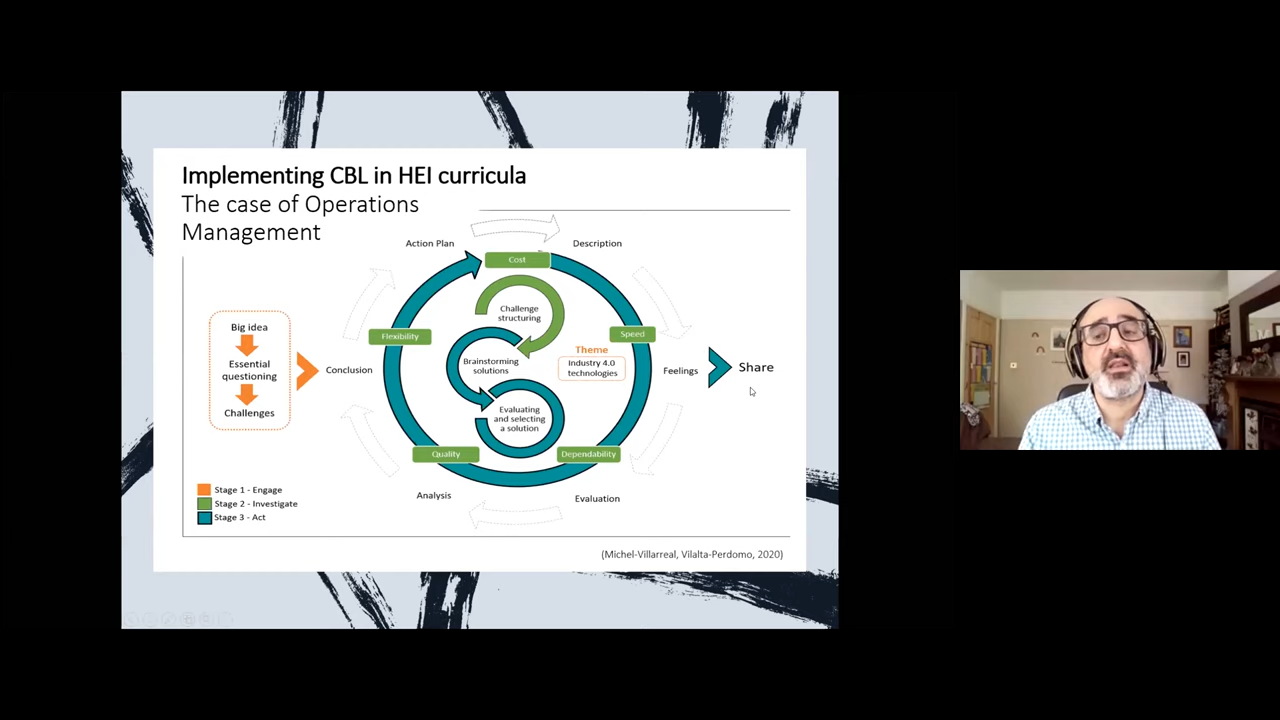 Implementing CBL in HEI curricula
The case of Operations
Management
Action Plan
Description
Cost
Challenge
structuring
Big idea
Essential
questioning
Challenges
Flexibility
Speed
Theme
Industry 4.0
technologies
Brainstorming
solutions
Conclusion
Feelings
Share
Evaluating
and selecting
a solution
Quality
Dependability
Analysis
Evaluation
Stage 1 - Engage
Stage 2 - Investigate
Stage 3 - Act
(Michel-Villarreal, Vilalta-Perdomo, 2020)